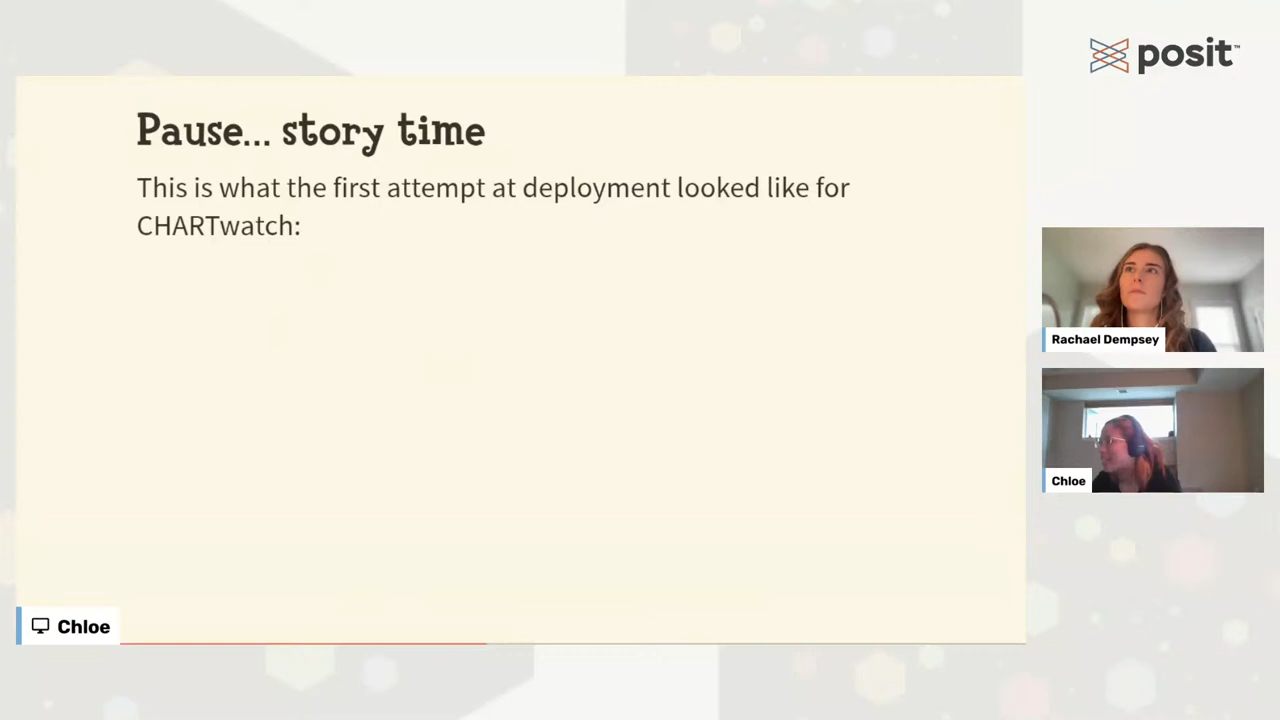 posit™
Pause... story time
This is what the first attempt at deployment looked like for
CHARTwatch:
Rachael Dempsey
Chloe
Chloe